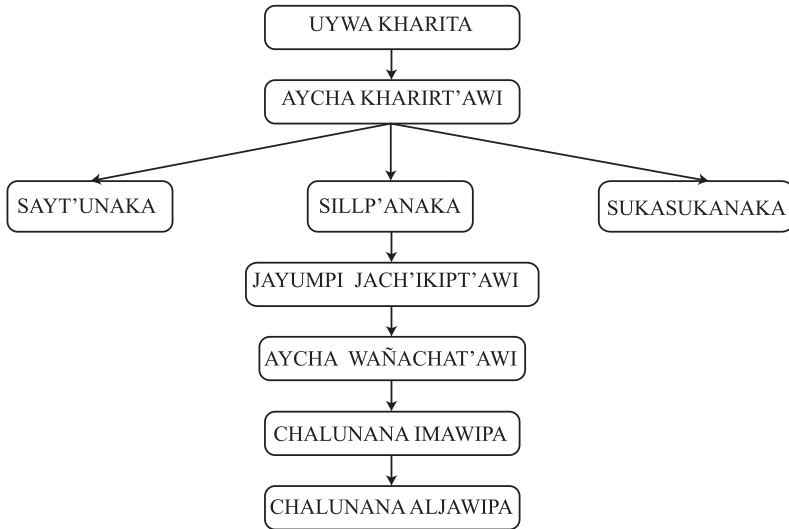 UYWA KHARITA
AYCHA KHARIRT’AWI
SAYT’UNAKA
SILLP’ANAKA
SUKASUKANAKA
JAYUMPI JACH’IKIPT’AWI
AYCHA WAÑACHAT’AWI
CHALUNANA IMAWIPA
CHALUNANA ALJAWIPA